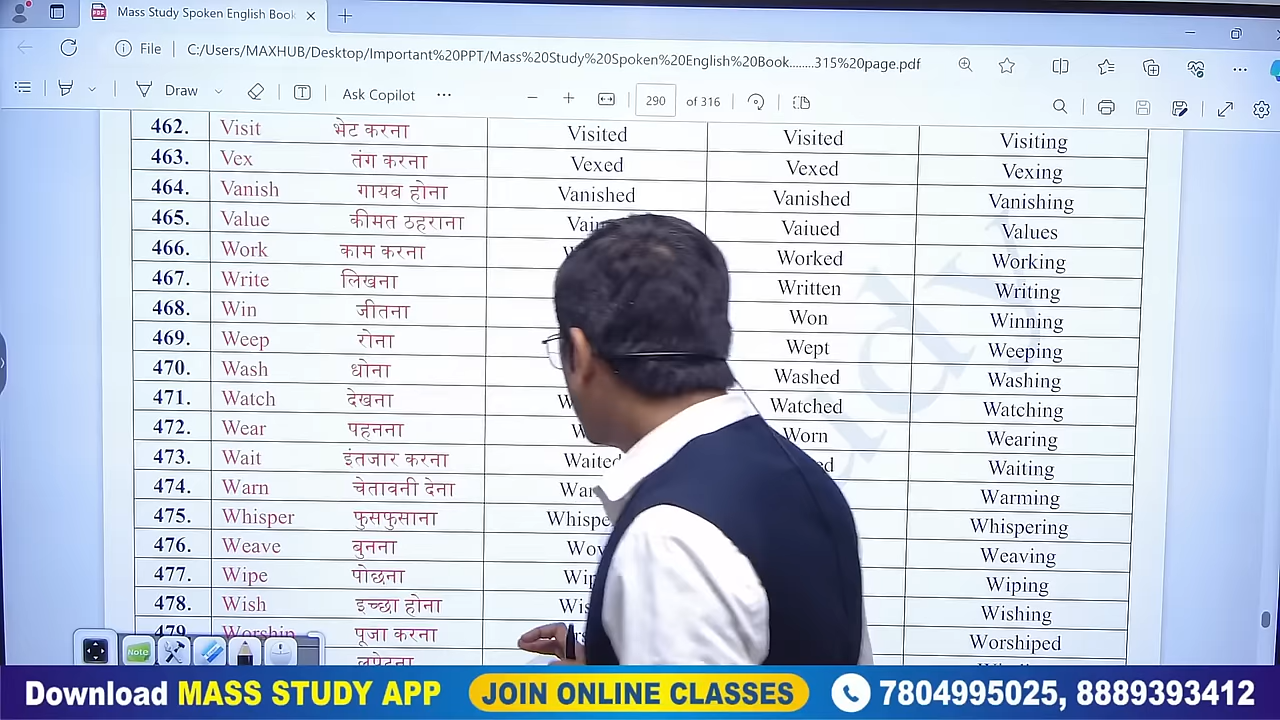 Mass Study Spoken English Book
File C:/Users/MAXHUB/Desktop/Important%20PPT/Mass%20Study%20Spoken%20English%20Book........315%20page.pdf
Draw Ask Copilot 290 of 316
462. Visit भेट करना Visited Visited Visiting
463. Vex तंग करना Vexed Vexed Vexing
464. Vanish गायब होना Vanished Vanished Vanishing
465. Value कीमत ठहराना Vaiued Values
466. Work काम करना Worked Working
467. Write लिखना Written Writing
468. Win जीतना Won Winning
469. Weep रोना Wept Weeping
470. Wash धोना Washed Washing
471. Watch देखना Watched Watching
472. Wear पहनना Worn Wearing
473. Wait इंतजार करना Waited Waiting
474. Warn चेतावनी देना Warming
475. Whisper फुसफुसाना Whispering
476. Weave बुनना Weaving
477. Wipe पोछना Wiping
478. Wish इच्छा होना Wishing
479. Worship पूजा करना Worshiped
लपेटना
Note
Download MASS STUDY APP JOIN ONLINE CLASSES 7804995025, 8889393412